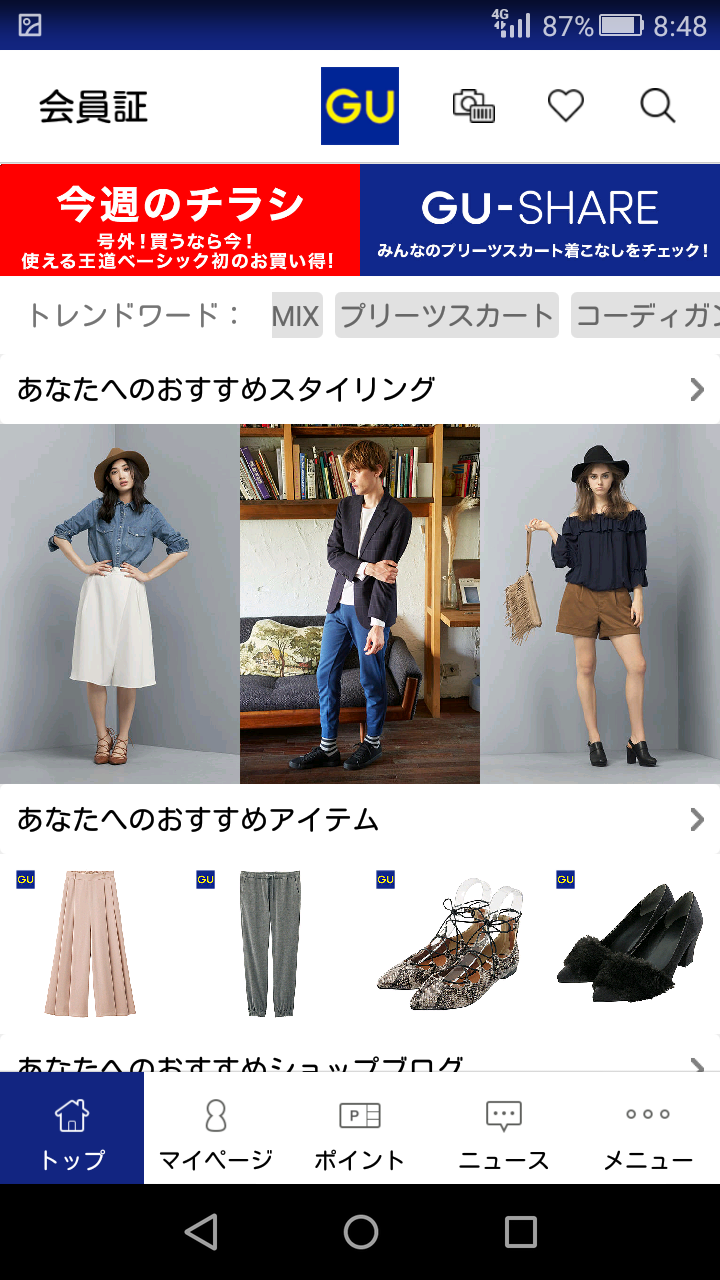 4G 87% 8:48
会員証
GU
今週のチラシ
号外！買うなら今！
使える王道ベーシック初のお買い得！
GU-SHARE
みんなのプリーツスカート着こなしをチェック！
トレンドワード： MIX プリーツスカート コーディガン
あなたへのおすすめスタイリング
あなたへのおすすめアイテム
GU GU GU GU
あなたへのおすすめショップブログ
P
トップ マイページ ポイント ニュース メニュー